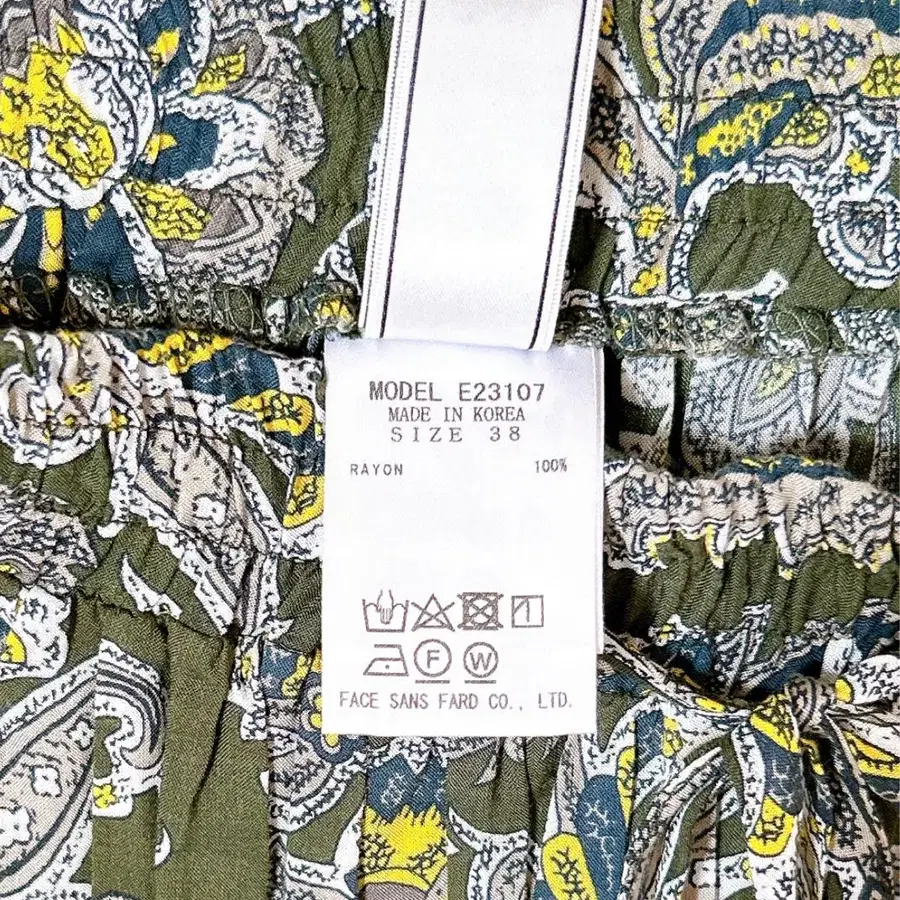 MODEL E23107
MADE IN KOREA
SIZE 38
RAYON 100%
F W
FACE SANS FARD CO., LTD.